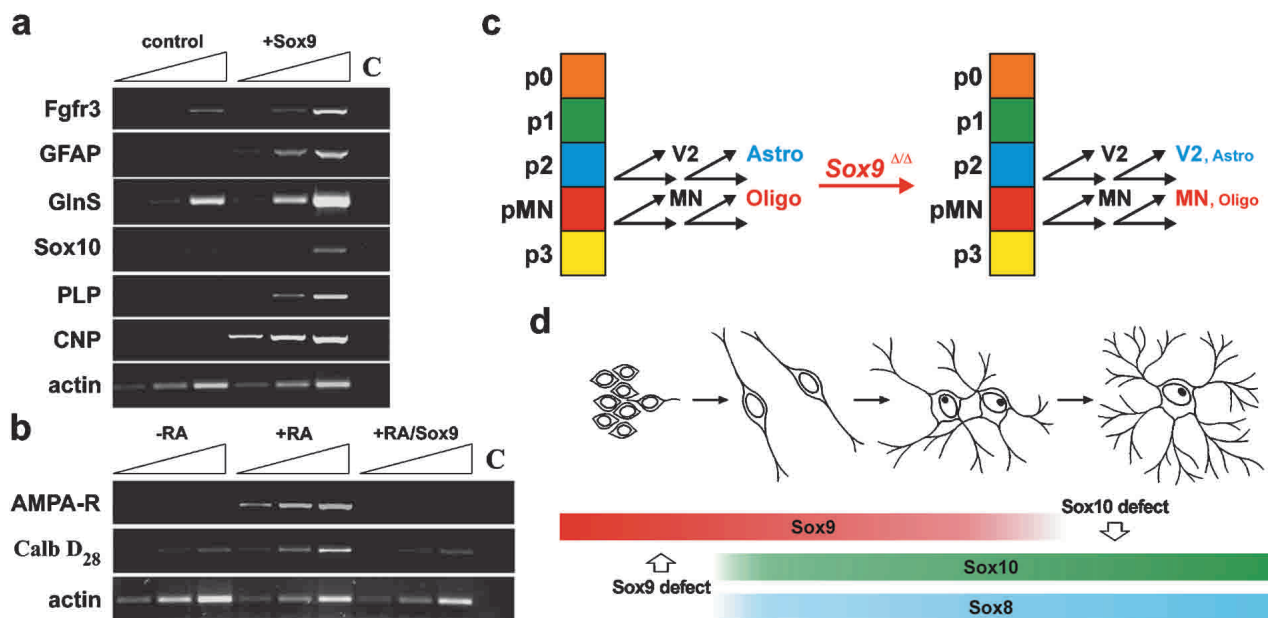 a
control +Sox9 C
Fgfr3
GFAP
GlnS
Sox10
PLP
CNP
actin
b
-RA +RA +RA/Sox9 C
AMPA-R
Calb D28
actin
c
p0
p1
p2
pMN
p3
V2 Astro
MN Oligo
Sox9 Δ/Δ
p0
p1
p2
pMN
p3
V2 V2, Astro
MN MN, Oligo
d
Sox10 defect
Sox9
Sox9 defect
Sox10
Sox8